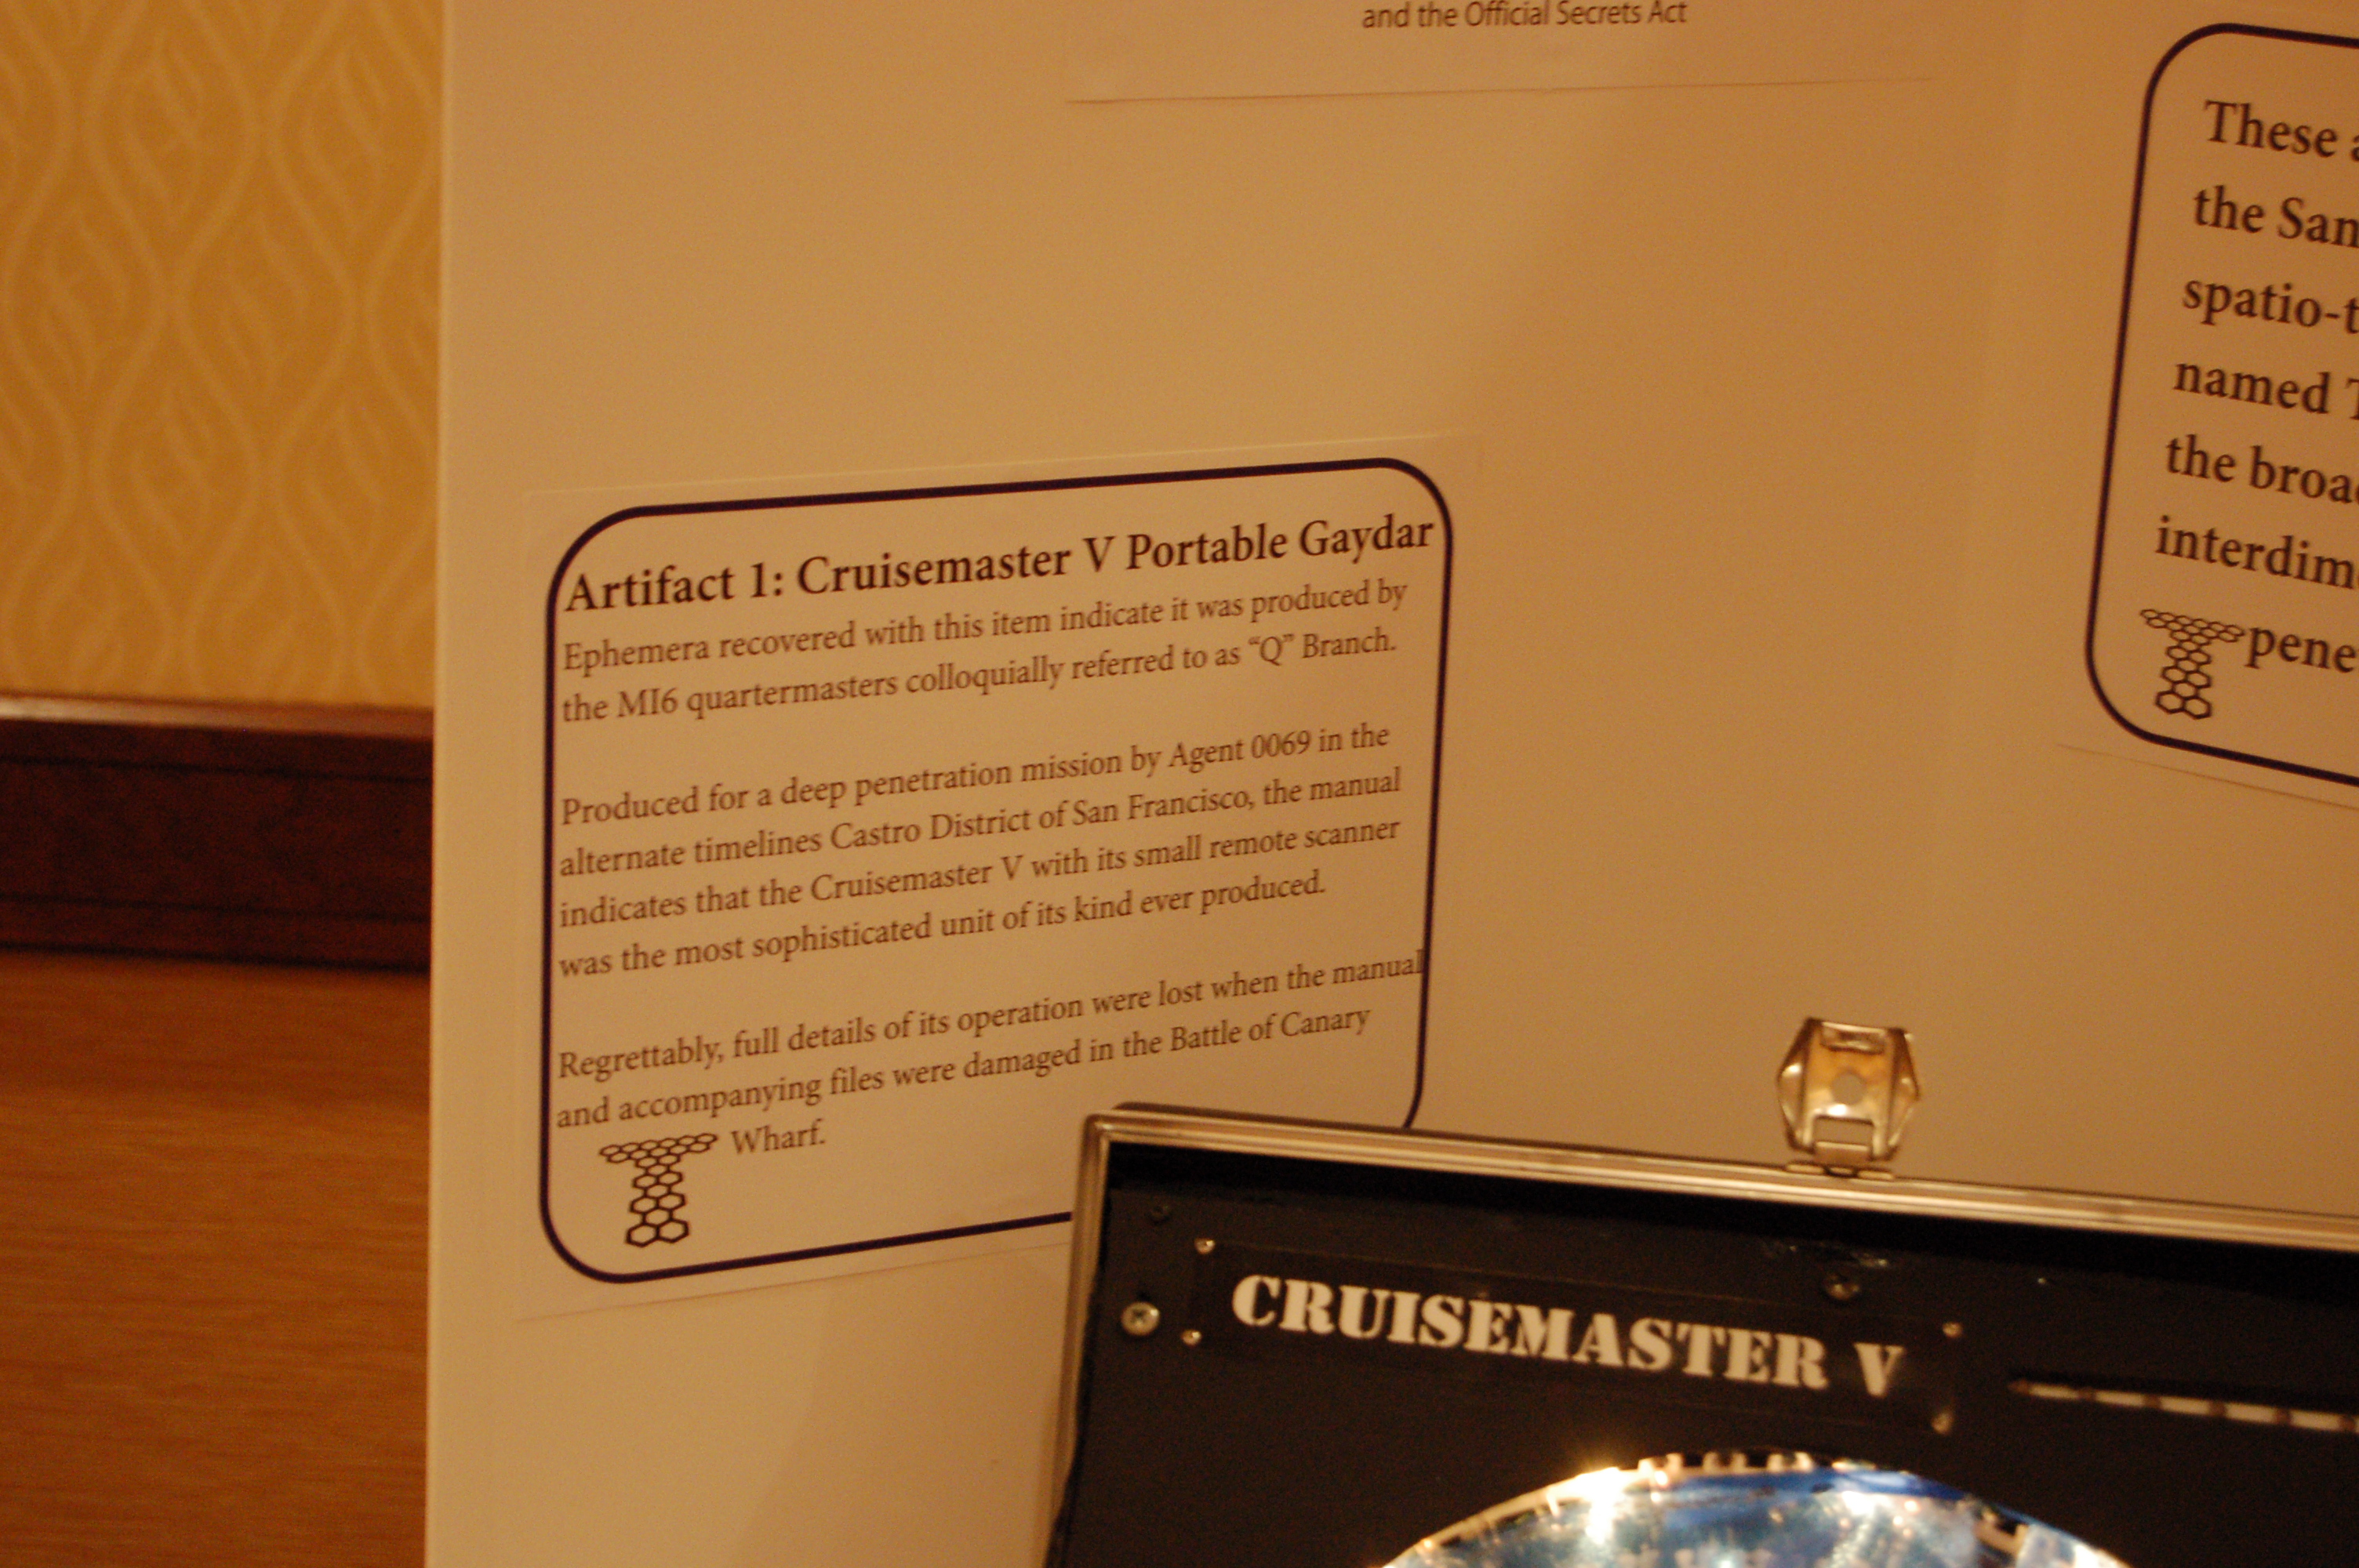 and the Official Secrets Act
Artifact 1: Cruisemaster V Portable Gaydar
Ephemera recovered with this item indicate it was produced by
the MI6 quartermasters colloquially referred to as “Q” Branch.
Produced for a deep penetration mission by Agent 0069 in the
alternate timelines Castro District of San Francisco, the manual
indicates that the Cruisemaster V with its small remote scanner
was the most sophisticated unit of its kind ever produced.
Regrettably, full details of its operation were lost when the manual
and accompanying files were damaged in the Battle of Canary
Wharf.
These
the San
spatio-t
named T
the broa
interdim
pene
CRUISEMASTER V